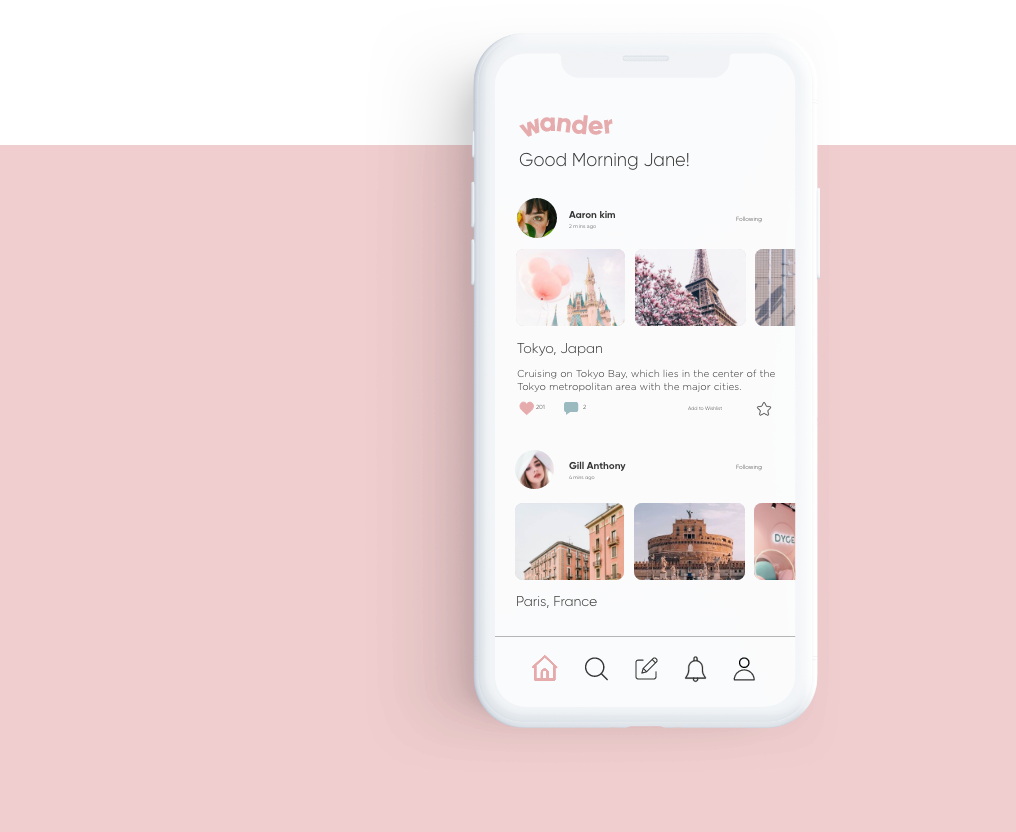 wander
Good Morning Jane!
Aaron kim
2 mins ago
Following
Tokyo, Japan
Cruising on Tokyo Bay, which lies in the center of the
Tokyo metropolitan area with the major cities.
201
2
Add to Wishlist
Gill Anthony
4 mins ago
Following
DYCE
Paris, France